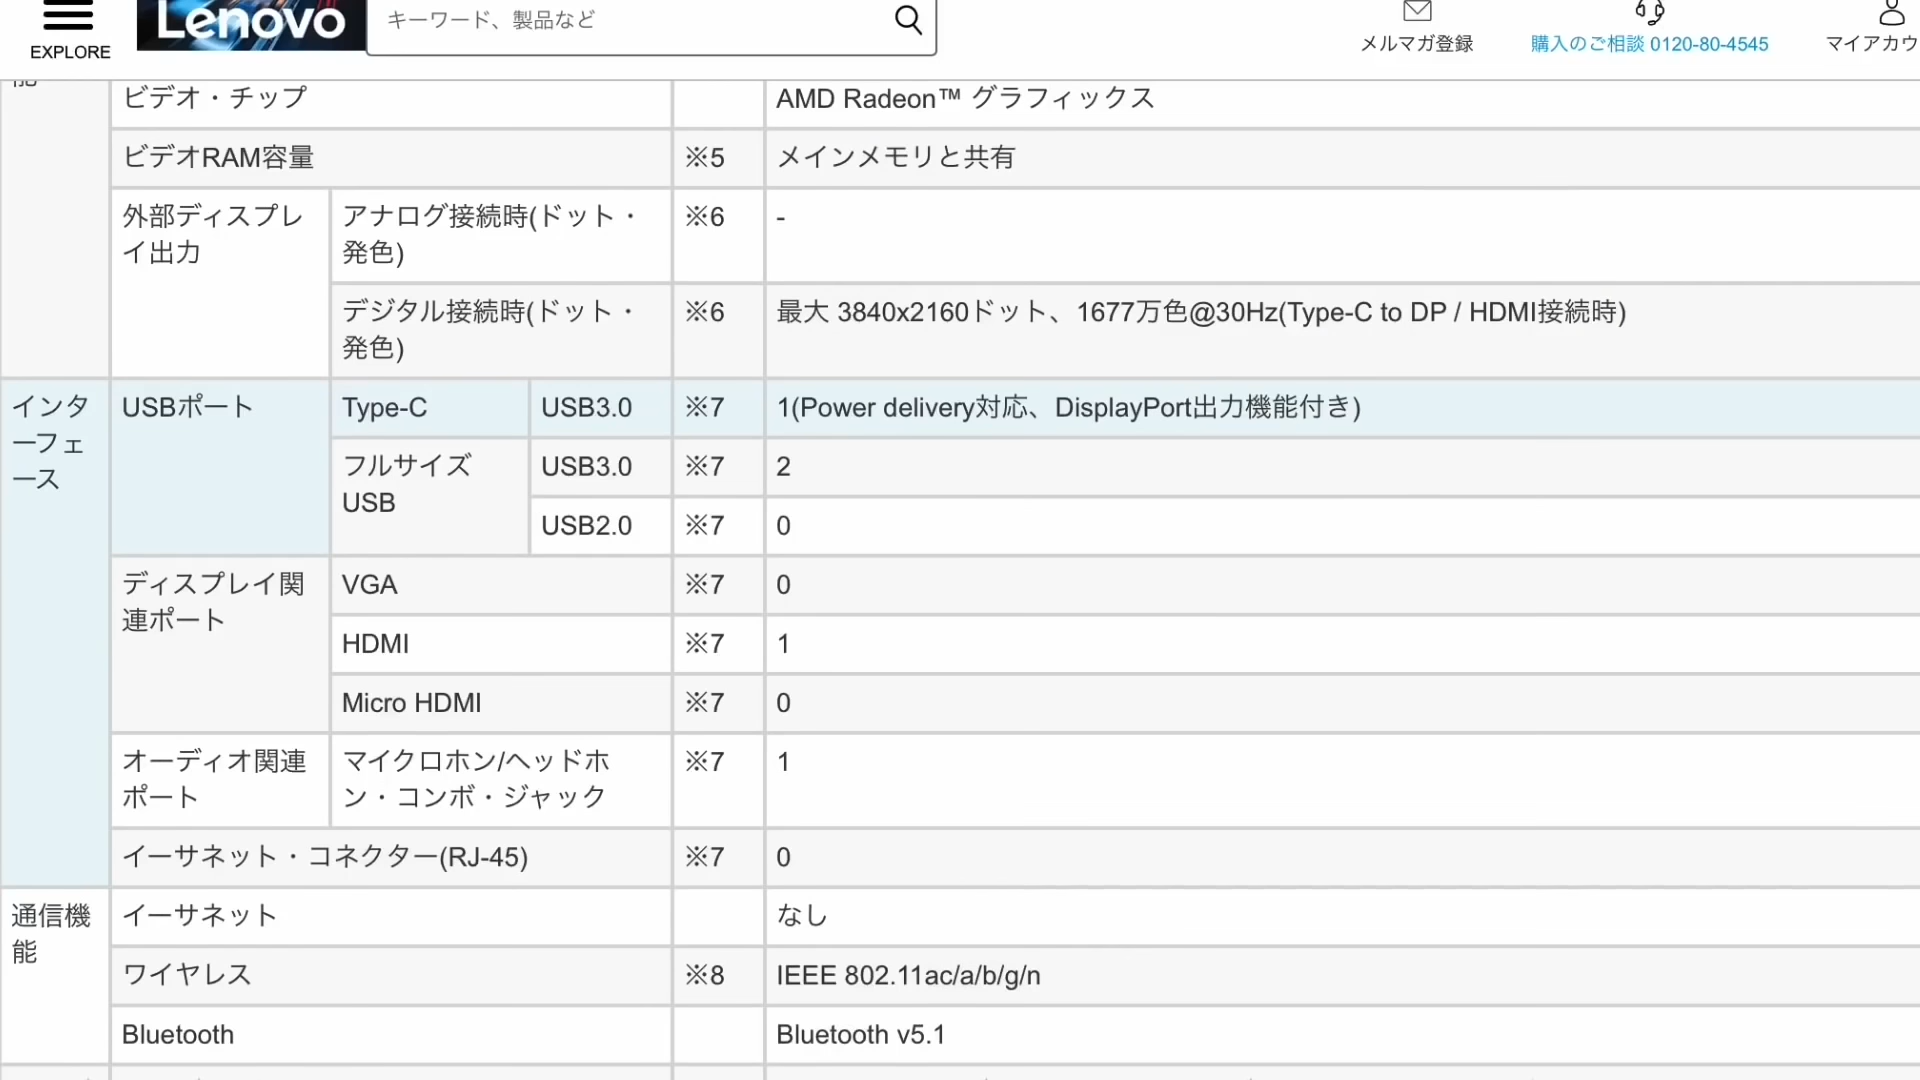 EXPLORE
Lenovo
キーワード、製品など
メルマガ登録
購入のご相談 0120-80-4545
マイアカウ
能
ビデオ・チップ
AMD Radeon™ グラフィックス
ビデオRAM容量
※5
メインメモリと共有
外部ディスプレ
イ出力
アナログ接続時(ドット・
発色)
※6
-
デジタル接続時(ドット・
発色)
※6
最大 3840x2160ドット、1677万色@30Hz(Type-C to DP / HDMI接続時)
インタ
ーフェ
ース
USBポート
Type-C
USB3.0
※7
1(Power delivery対応、DisplayPort出力機能付き)
フルサイズ
USB
USB3.0
※7
2
USB2.0
※7
0
ディスプレイ関
連ポート
VGA
※7
0
HDMI
※7
1
Micro HDMI
※7
0
オーディオ関連
ポート
マイクロホン/ヘッドホ
ン・コンボ・ジャック
※7
1
イーサネット・コネクター(RJ-45)
※7
0
通信機
能
イーサネット
なし
ワイヤレス
※8
IEEE 802.11ac/a/b/g/n
Bluetooth
Bluetooth v5.1